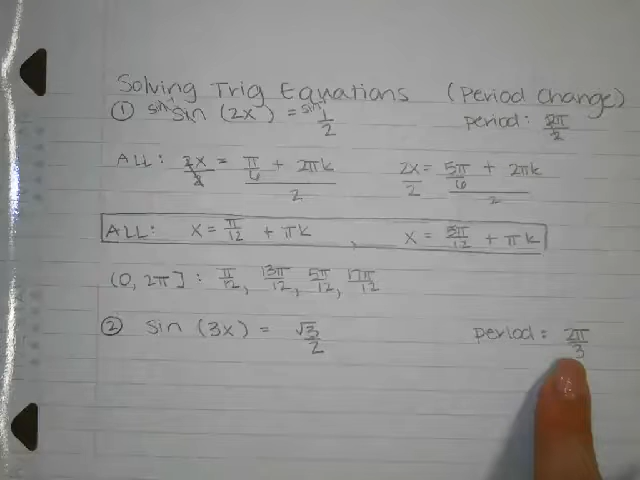 Solving Trig Equations (Period Change)
① sin⁻¹ sin (2x) = sin⁻¹ 1/2 period: 2π/2
ALL: 2x/2 = (π/6 + 2πk)/2 2x/2 = (5π/6 + 2πk)/2
ALL: x = π/12 + πk , x = 5π/12 + πk
(0, 2π]: π/12, 13π/12, 5π/12, 17π/12
② sin (3x) = √3/2 period: 2π/3